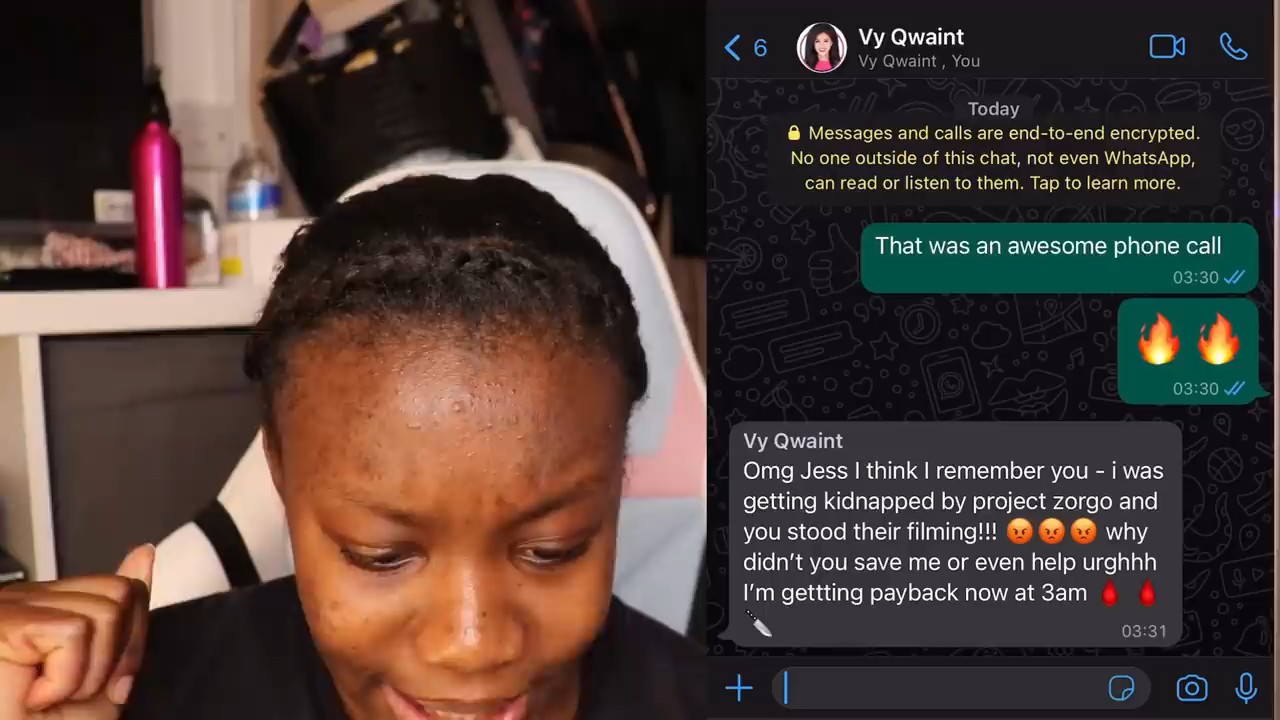 6
Vy Qwaint
Vy Qwaint , You
Today
🔒 Messages and calls are end-to-end encrypted.
No one outside of this chat, not even WhatsApp,
can read or listen to them. Tap to learn more.
That was an awesome phone call
03:30
🔥 🔥
03:30
Vy Qwaint
Omg Jess I think I remember you - i was
getting kidnapped by project zorgo and
you stood their filming!!! 😡😡😡 why
didn’t you save me or even help urghhh
I’m gettting payback now at 3am 🩸 🩸
🔪
03:31